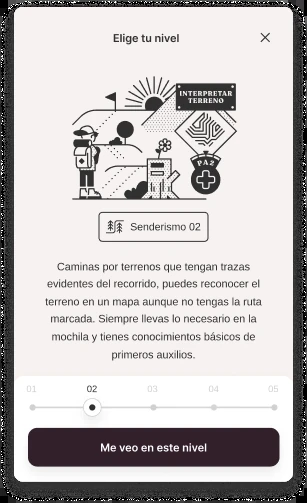 Elige tu nivel
INTERPRETAR
TERRENO
PAZ
Senderismo 02
Caminas por terrenos que tengan trazas
evidentes del recorrido, puedes reconocer el
terreno en un mapa aunque no tengas la ruta
marcada. Siempre llevas lo necesario en la
mochila y tienes conocimientos básicos de
primeros auxilios.
01 02 03 04 05
Me veo en este nivel